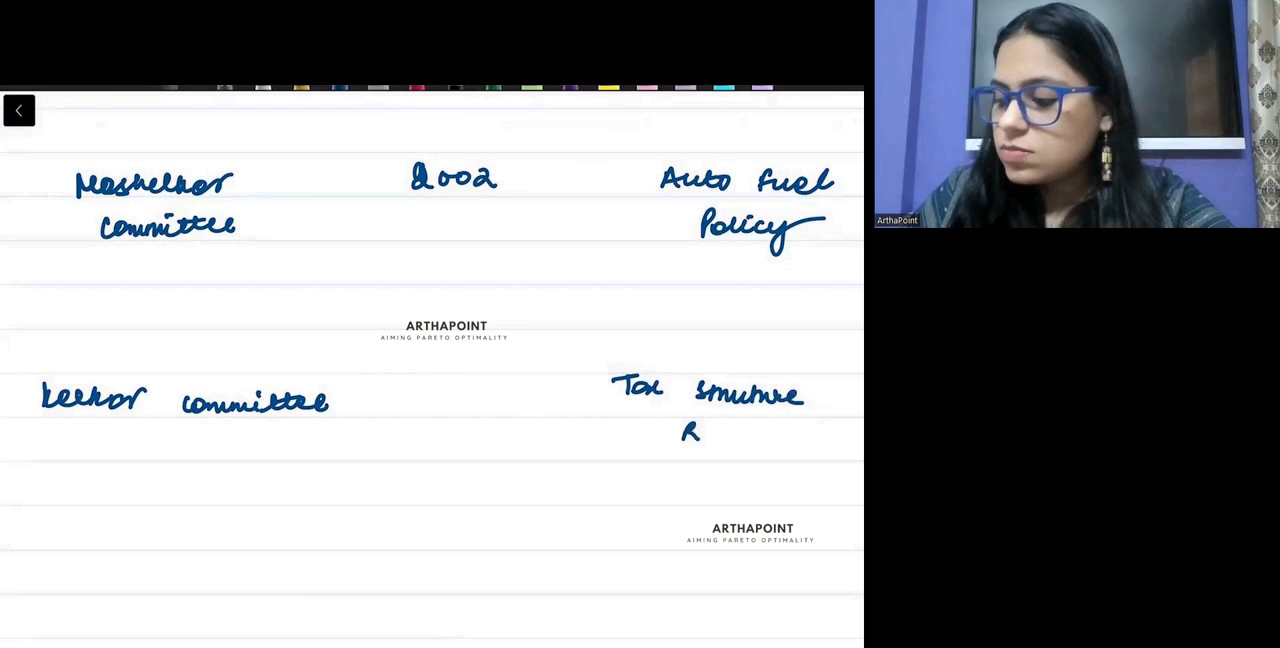 Mashelkar 2002 Auto Fuel
committee Policy
ARTHAPOINT
AIMING PARETO OPTIMALITY
kelkar committee Tax structure
R
ARTHAPOINT
AIMING PARETO OPTIMALITY
ArthaPoint